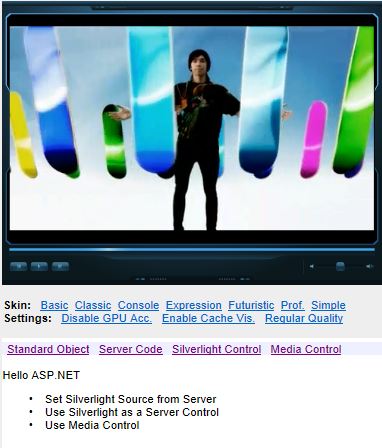 Skin: Basic Classic Console Expression Futuristic Prof. Simple
Settings: Disable GPU Acc. Enable Cache Vis. Regular Quality
Standard Object Server Code Silverlight Control Media Control
Hello ASP.NET
• Set Silverlight Source from Server
• Use Silverlight as a Server Control
• Use Media Control